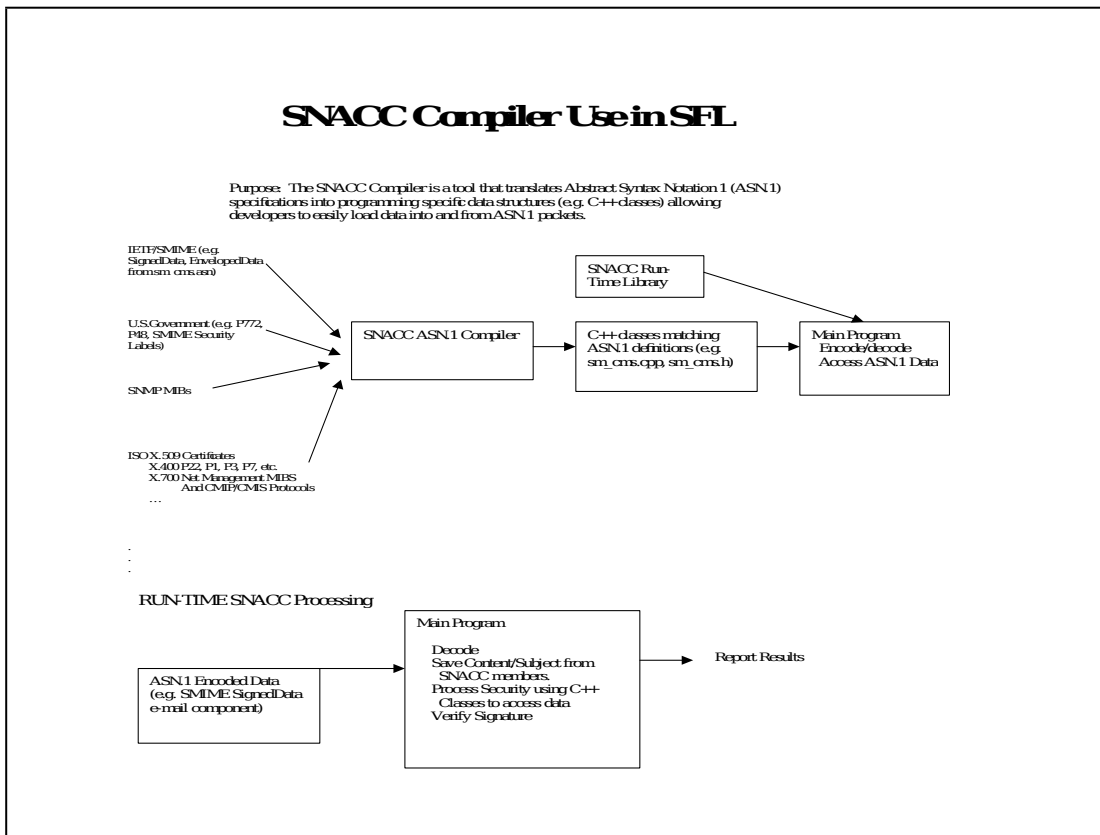 SNACC Compiler Use in SFL
Purpose: The SNACC Compiler is a tool that translates Abstract Syntax Notation 1 (ASN.1)
specifications into programming specific data structures (e.g. C++ classes) allowing
developers to easily load data into and from ASN.1 packets.
IETF/SMIME (e.g.
SignedData, EnvelopedData
from sm_cms.asn)
SNACC Run-
Time Library
U.S.Government (e.g. P772,
P48, SMIME Security
Labels)
SNACC ASN.1 Compiler
C++ classes matching
ASN.1 definitions (e.g.
sm_cms.cpp, sm_cms.h)
Main Program
Encode/decode
Access ASN.1 Data
SNMP MIBs
ISO X.509 Certificates
X.400 P22, P1, P3, P7, etc.
X.700 Net Management MIBS
And CMIP/CMIS Protocols
…
.
.
.
RUN-TIME SNACC Processing
ASN.1 Encoded Data
(e.g. SMIME SignedData
e-mail component)
Main Program
Decode
Save Content/Subject from
SNACC members.
Process Security using C++
Classes to access data
Verify Signature
Report Results